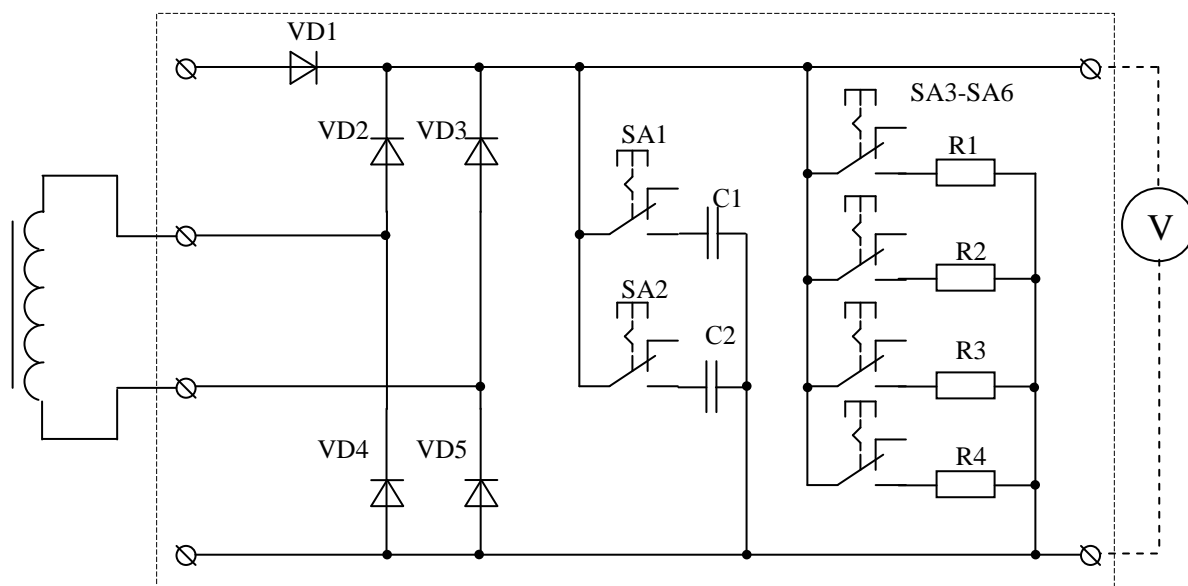 VD1
SA3-SA6
VD2 VD3
SA1
R1
C1
V
R2
SA2
C2
R3
VD4 VD5
R4